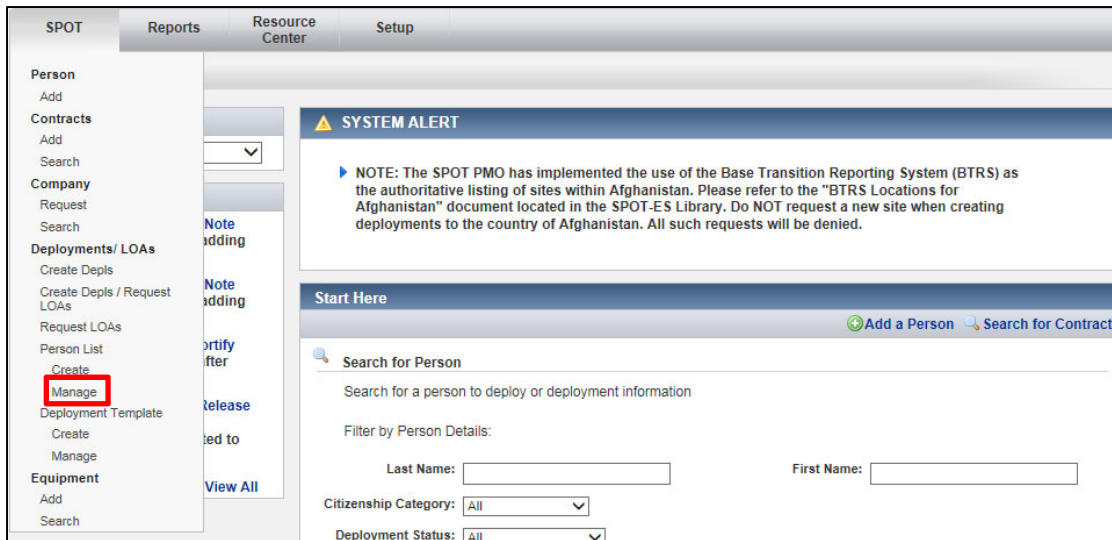 SPOT
Reports
Resource
Center
Setup
Person
Add
Contracts
Add
Search
Company
Request
Search
Deployments/ LOAs
Create Depls
Create Depls / Request
LOAs
Request LOAs
Person List
Create
Manage
Deployment Template
Create
Manage
Equipment
Add
Search
Note
adding
Note
adding
ortify
fter
Release
ted to
View All
SYSTEM ALERT
NOTE: The SPOT PMO has implemented the use of the Base Transition Reporting System (BTRS) as
the authoritative listing of sites within Afghanistan. Please refer to the "BTRS Locations for
Afghanistan" document located in the SPOT-ES Library. Do NOT request a new site when creating
deployments to the country of Afghanistan. All such requests will be denied.
Start Here
Add a Person Search for Contract
Search for Person
Search for a person to deploy or deployment information
Filter by Person Details:
Last Name:
First Name:
Citizenship Category: All
Deployment Status: All